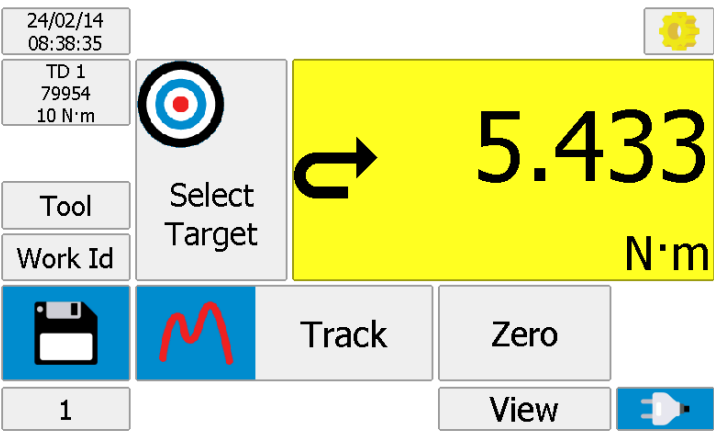 24/02/14
08:38:35
TD 1
79954
10 N·m
Select
Target
5.433
N·m
Tool
Work Id
Track
Zero
1
View